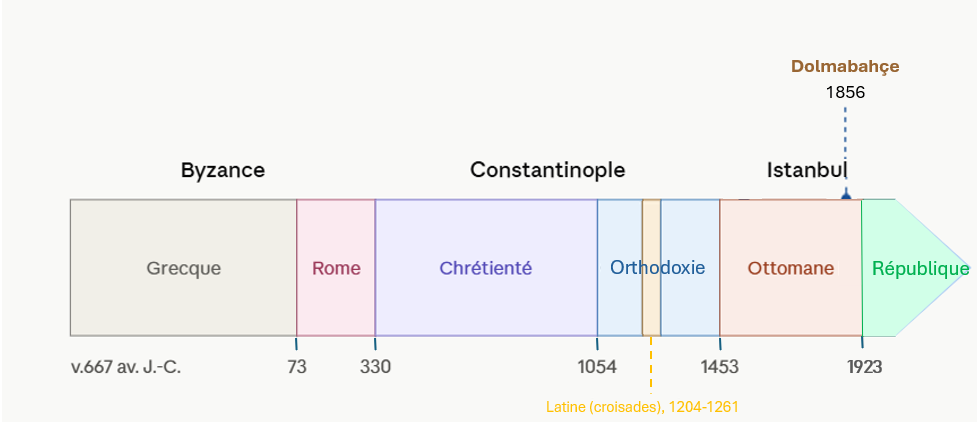 Dolmabahçe
1856
Byzance
Constantinople
Istanbul
Grecque
Rome
Chrétienté
Orthodoxie
Ottomane
République
v.667 av. J.-C.
73
330
1054
1453
1923
Latine (croisades), 1204-1261